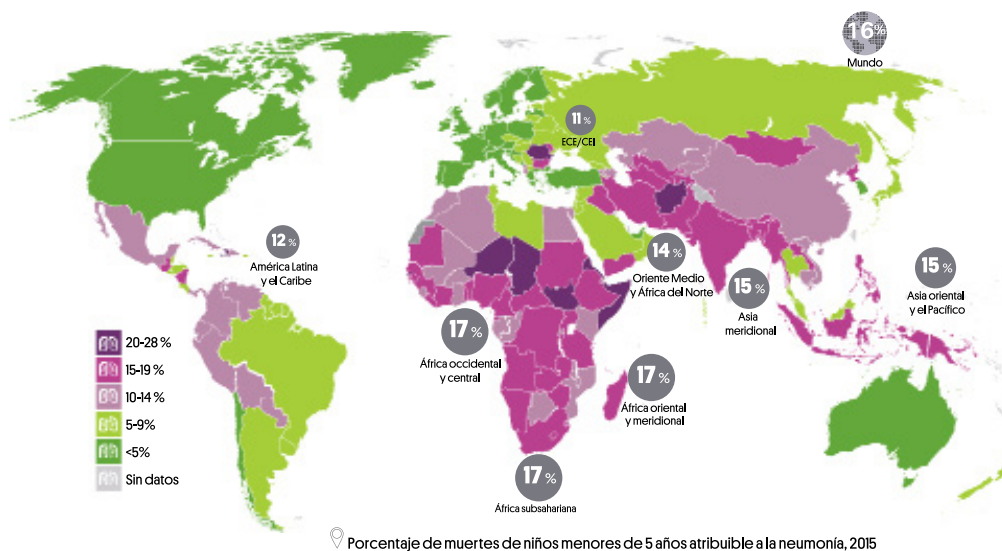 16%
Mundo
11 %
ECE/CEI
12 %
América Latina
y el Caribe
14 %
Oriente Medio
y África del Norte
15 %
Asia
meridional
15 %
Asia oriental
y el Pacífico
17 %
África occidental
y central
17 %
África oriental
y meridional
17 %
África subsahariana
20-28 %
15-19 %
10-14 %
5-9%
<5%
Sin datos
Porcentaje de muertes de niños menores de 5 años atribuible a la neumonía, 2015